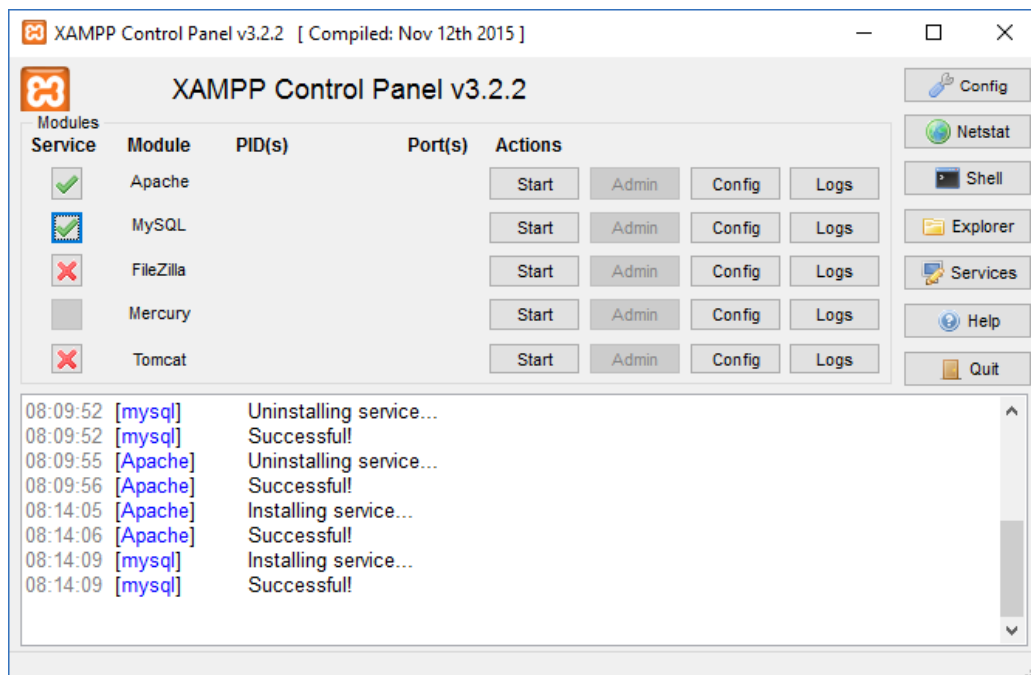 XAMPP Control Panel v3.2.2 [ Compiled: Nov 12th 2015 ]
XAMPP Control Panel v3.2.2
Config
Modules
Netstat
Service Module PID(s) Port(s) Actions
Apache Start Admin Config Logs
Shell
MySQL Start Admin Config Logs
Explorer
FileZilla Start Admin Config Logs
Services
Mercury Start Admin Config Logs
Help
Tomcat Start Admin Config Logs
Quit
08:09:52 [mysql] Uninstalling service...
08:09:52 [mysql] Successful!
08:09:55 [Apache] Uninstalling service...
08:09:56 [Apache] Successful!
08:14:05 [Apache] Installing service...
08:14:06 [Apache] Successful!
08:14:09 [mysql] Installing service...
08:14:09 [mysql] Successful!